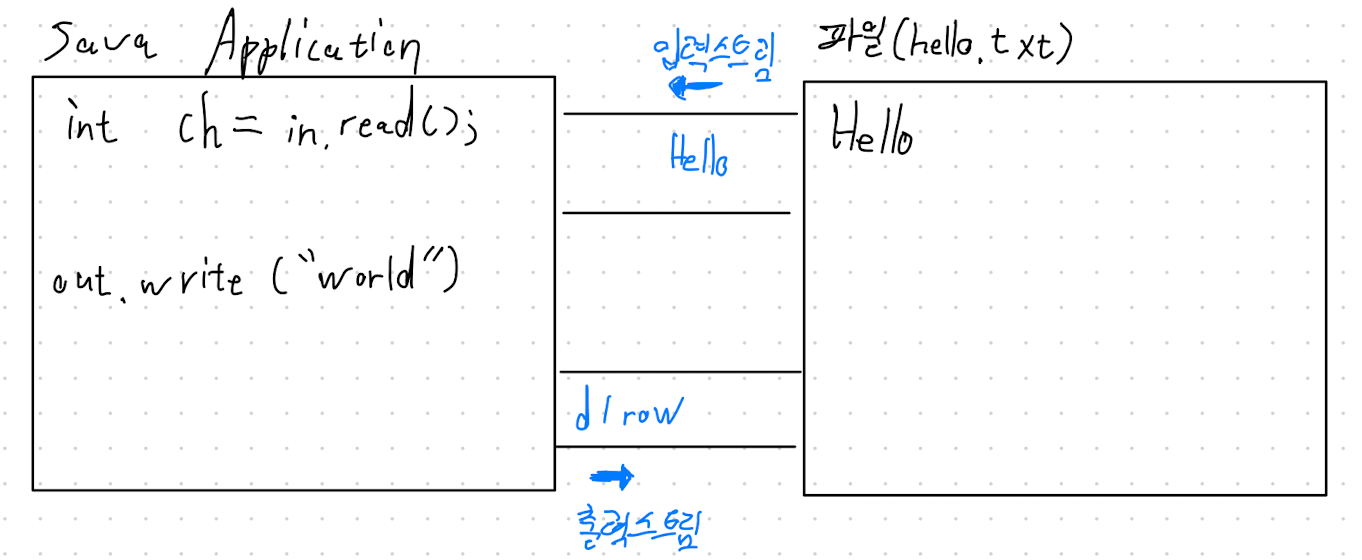 Java Application
파일(hello.txt)
입력스트림
int ch = in.read();
Hello
Hello
out.write("world")
dlrow
출력스트림